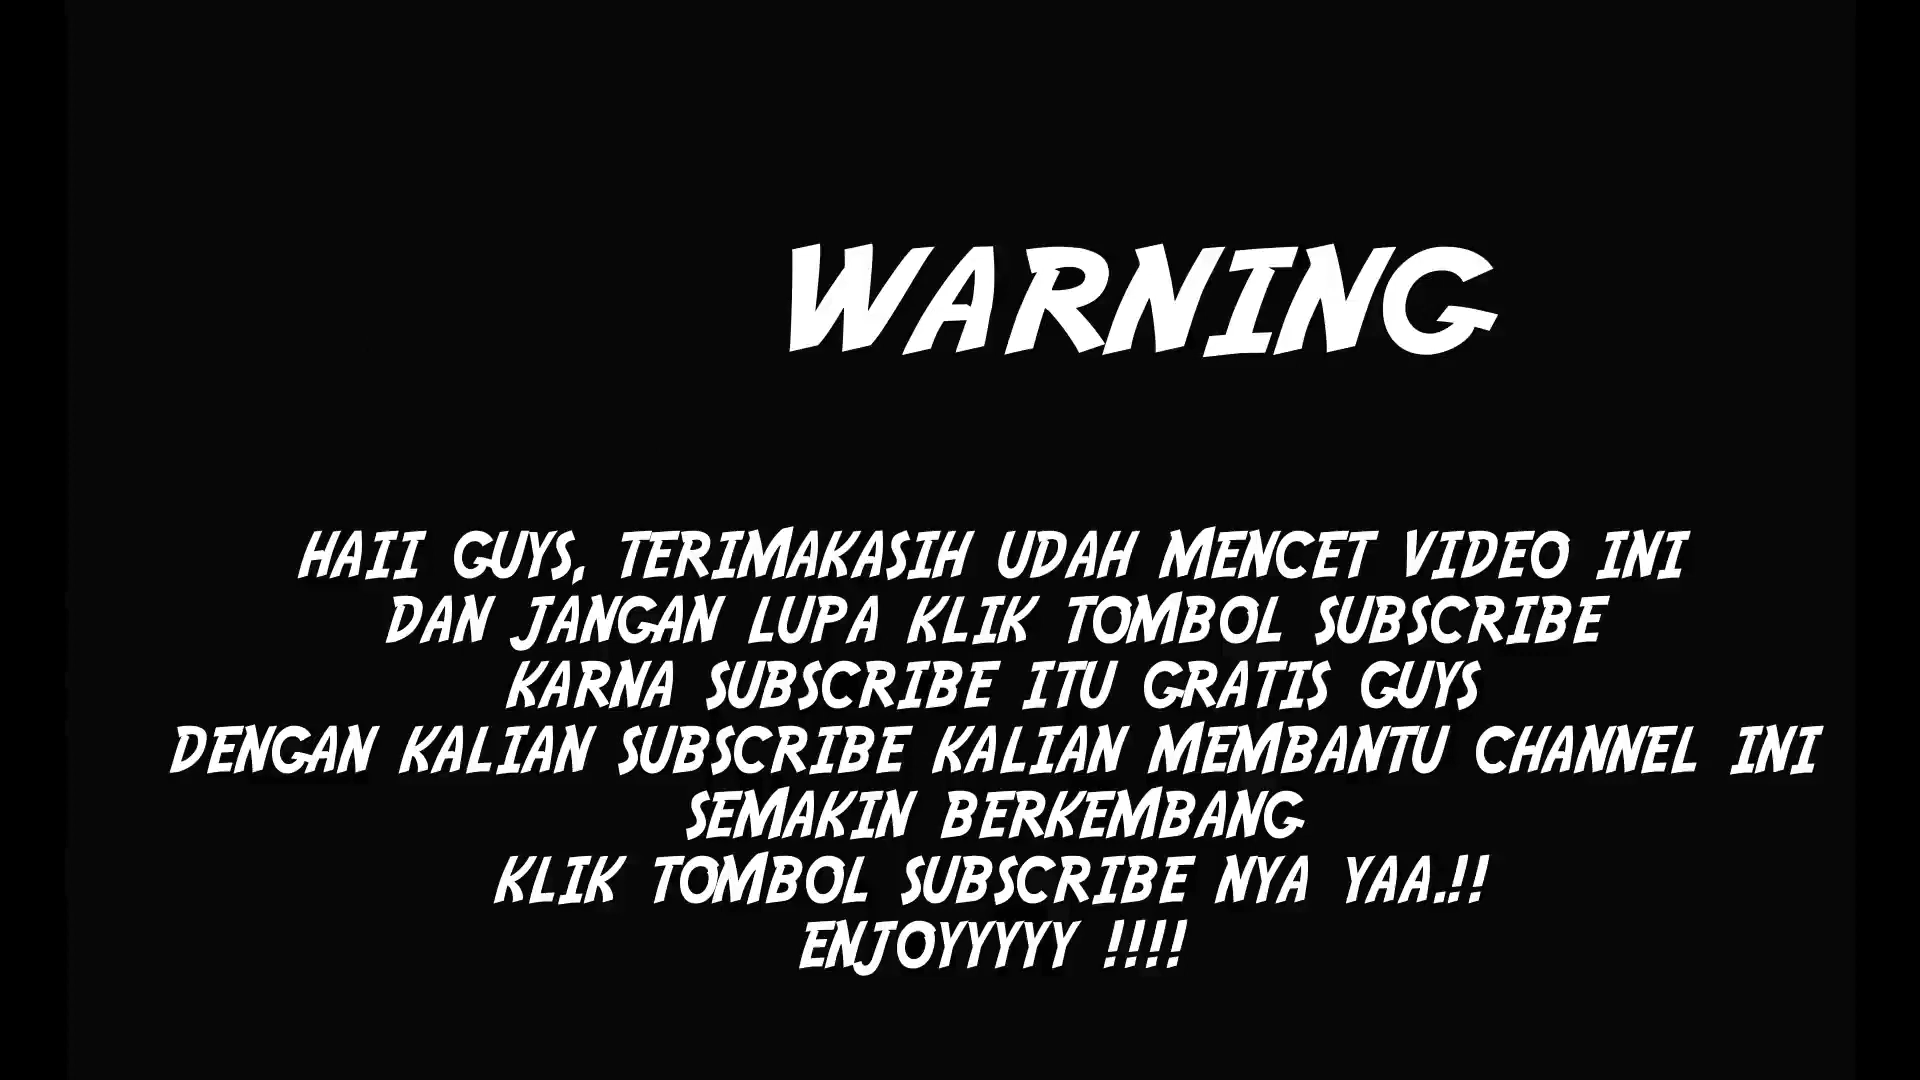 WARNING
HAII GUYS, TERIMAKASIH UDAH MENCET VIDEO INI
DAN JANGAN LUPA KLIK TOMBOL SUBSCRIBE
KARNA SUBSCRIBE ITU GRATIS GUYS
DENGAN KALIAN SUBSCRIBE KALIAN MEMBANTU CHANNEL INI
SEMAKIN BERKEMBANG
KLIK TOMBOL SUBSCRIBE NYA YAA.!!
ENJOYYYYY !!!!